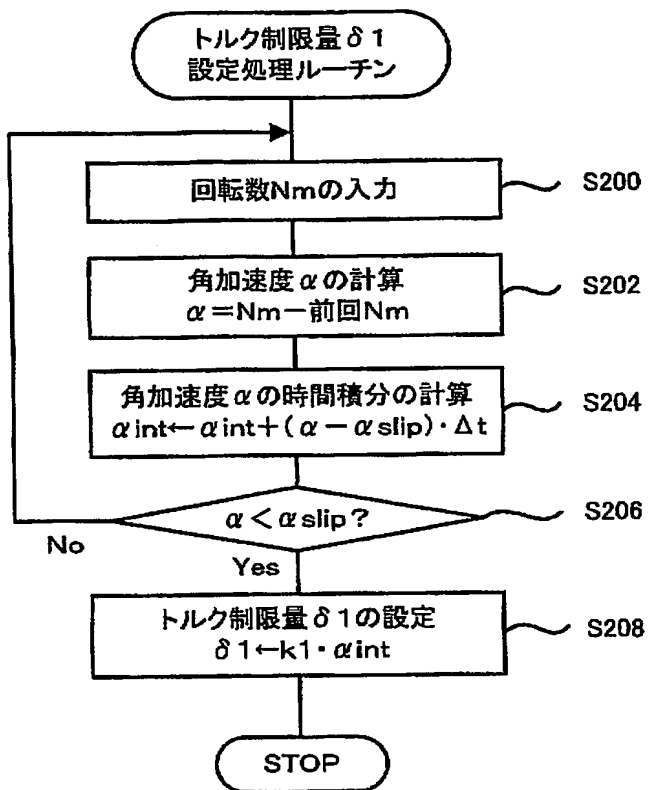 トルク制限量δ1
設定処理ルーチン
回転数Nmの入力
S200
角加速度αの計算
α=Nm−前回Nm
S202
角加速度αの時間積分の計算
αint←αint+(α−αslip)・Δt
S204
α<αslip?
S206
No
Yes
トルク制限量δ1の設定
δ1←k1・αint
S208
STOP